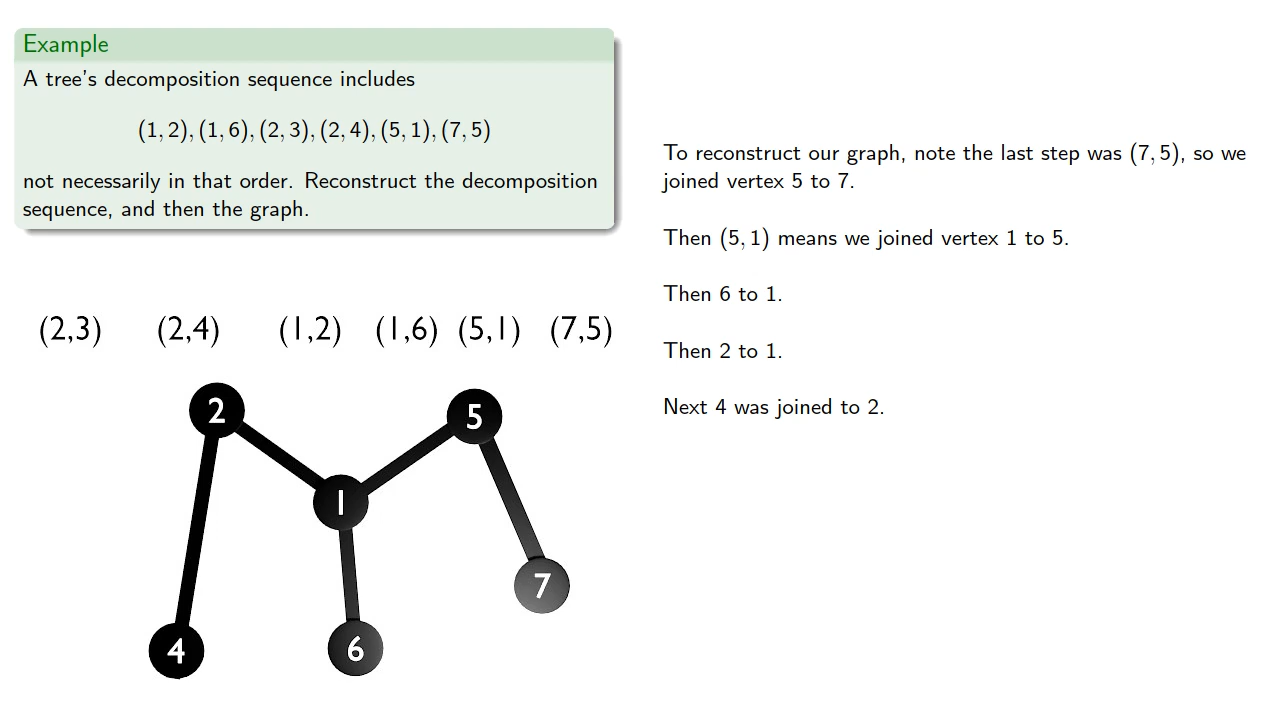 Example
A tree's decomposition sequence includes
(1, 2), (1, 6), (2, 3), (2, 4), (5, 1), (7, 5)
not necessarily in that order. Reconstruct the decomposition
sequence, and then the graph.
To reconstruct our graph, note the last step was (7, 5), so we
joined vertex 5 to 7.
Then (5, 1) means we joined vertex 1 to 5.
Then 6 to 1.
Then 2 to 1.
Next 4 was joined to 2.
(2,3) (2,4) (1,2) (1,6) (5,1) (7,5)
2
5
1
7
4
6